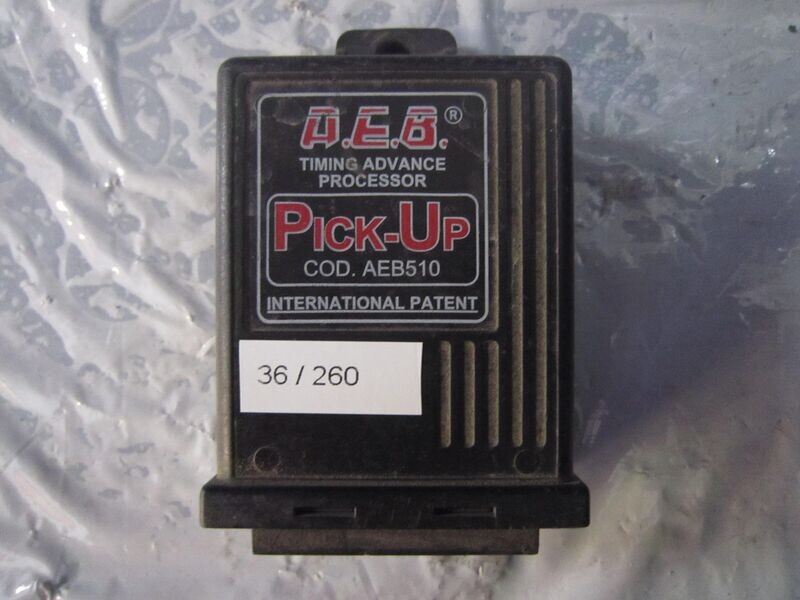 A.E.B.®
TIMING ADVANCE
PROCESSOR
PICK-UP
COD. AEB510
INTERNATIONAL PATENT
36 / 260